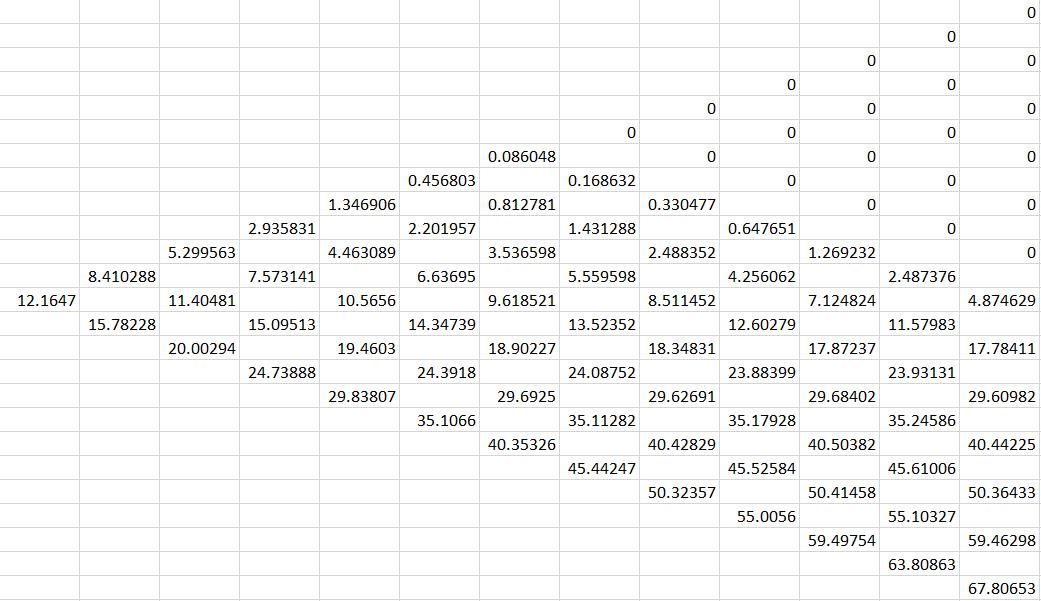 0
0
0 0
0 0
0 0 0
0 0 0
0.086048 0 0 0
0.456803 0.168632 0 0
1.346906 0.812781 0.330477 0 0
2.935831 2.201957 1.431288 0.647651 0
5.299563 4.463089 3.536598 2.488352 1.269232 0
8.410288 7.573141 6.63695 5.559598 4.256062 2.487376
12.1647 11.40481 10.5656 9.618521 8.511452 7.124824 4.874629
15.78228 15.09513 14.34739 13.52352 12.60279 11.57983
20.00294 19.4603 18.90227 18.34831 17.87237 17.78411
24.73888 24.3918 24.08752 23.88399 23.93131
29.83807 29.6925 29.62691 29.68402 29.60982
35.1066 35.11282 35.17928 35.24586
40.35326 40.42829 40.50382 40.44225
45.44247 45.52584 45.61006
50.32357 50.41458 50.36433
55.0056 55.10327
59.49754 59.46298
63.80863
67.80653